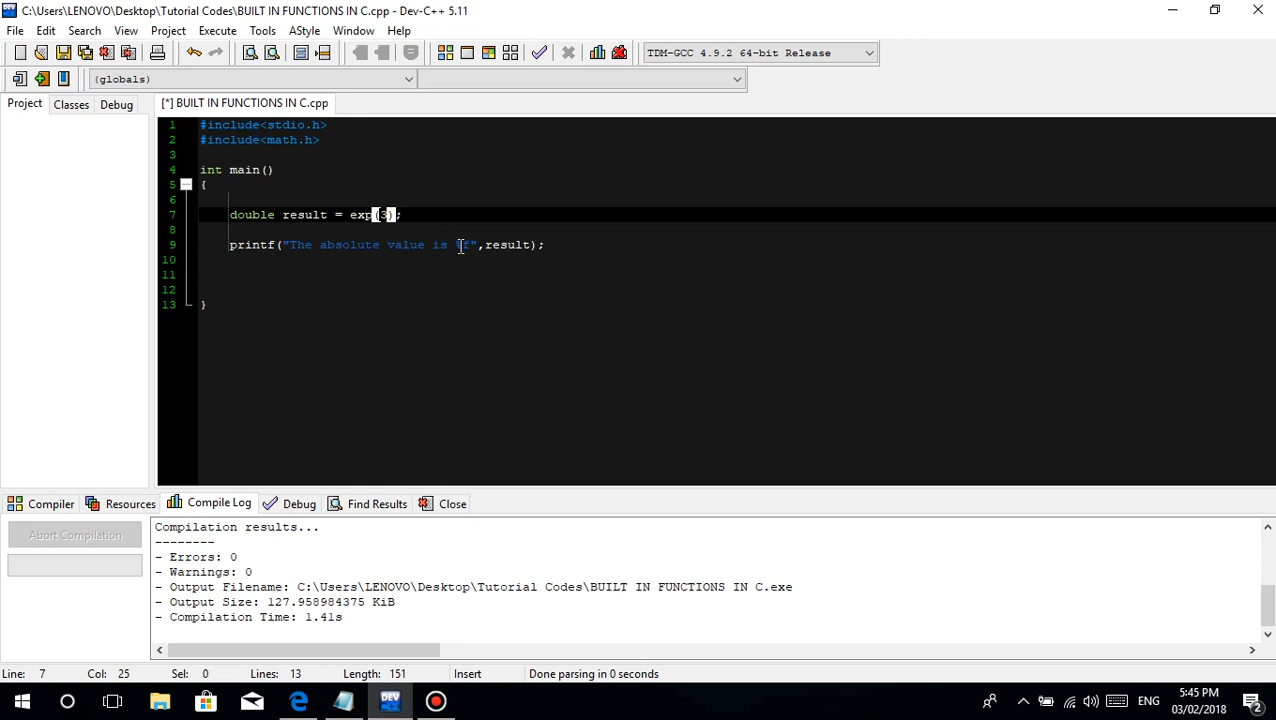 C:\Users\LENOVO\Desktop\Tutorial Codes\BUILT IN FUNCTIONS IN C.cpp - Dev-C++ 5.11
File Edit Search View Project Execute Tools AStyle Window Help
TDM-GCC 4.9.2 64-bit Release
(globals)
Project Classes Debug [*] BUILT IN FUNCTIONS IN C.cpp
1 #include<stdio.h>
2 #include<math.h>
3
4 int main()
5 {
6
7 double result = exp(3);
8
9 printf("The absolute value is %f",result);
10
11
12
13 }
Compiler Resources Compile Log Debug Find Results Close
Abort Compilation
Compilation results...
--------
- Errors: 0
- Warnings: 0
- Output Filename: C:\Users\LENOVO\Desktop\Tutorial Codes\BUILT IN FUNCTIONS IN C.exe
- Output Size: 127.958984375 KiB
- Compilation Time: 1.41s
Line: 7 Col: 25 Sel: 0 Lines: 13 Length: 151 Insert Done parsing in 0 seconds
DEV
ENG
5:45 PM
03/02/2018
2